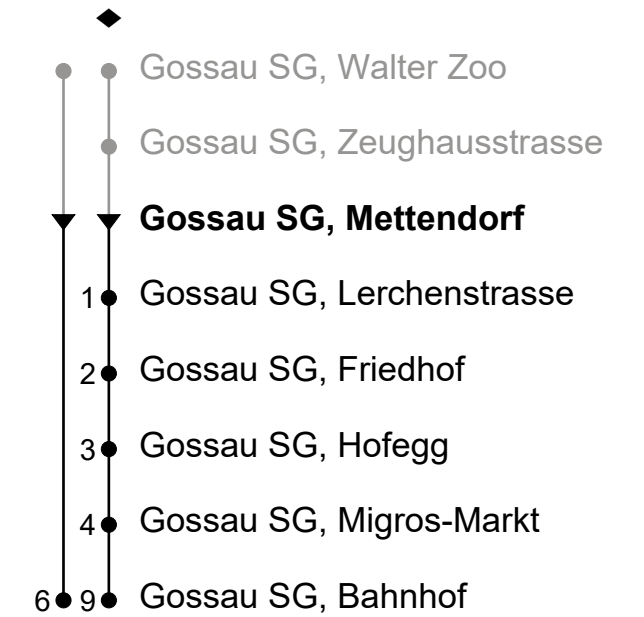 Gossau SG, Walter Zoo
Gossau SG, Zeughausstrasse
Gossau SG, Mettendorf
1 Gossau SG, Lerchenstrasse
2 Gossau SG, Friedhof
3 Gossau SG, Hofegg
4 Gossau SG, Migros-Markt
6 9 Gossau SG, Bahnhof